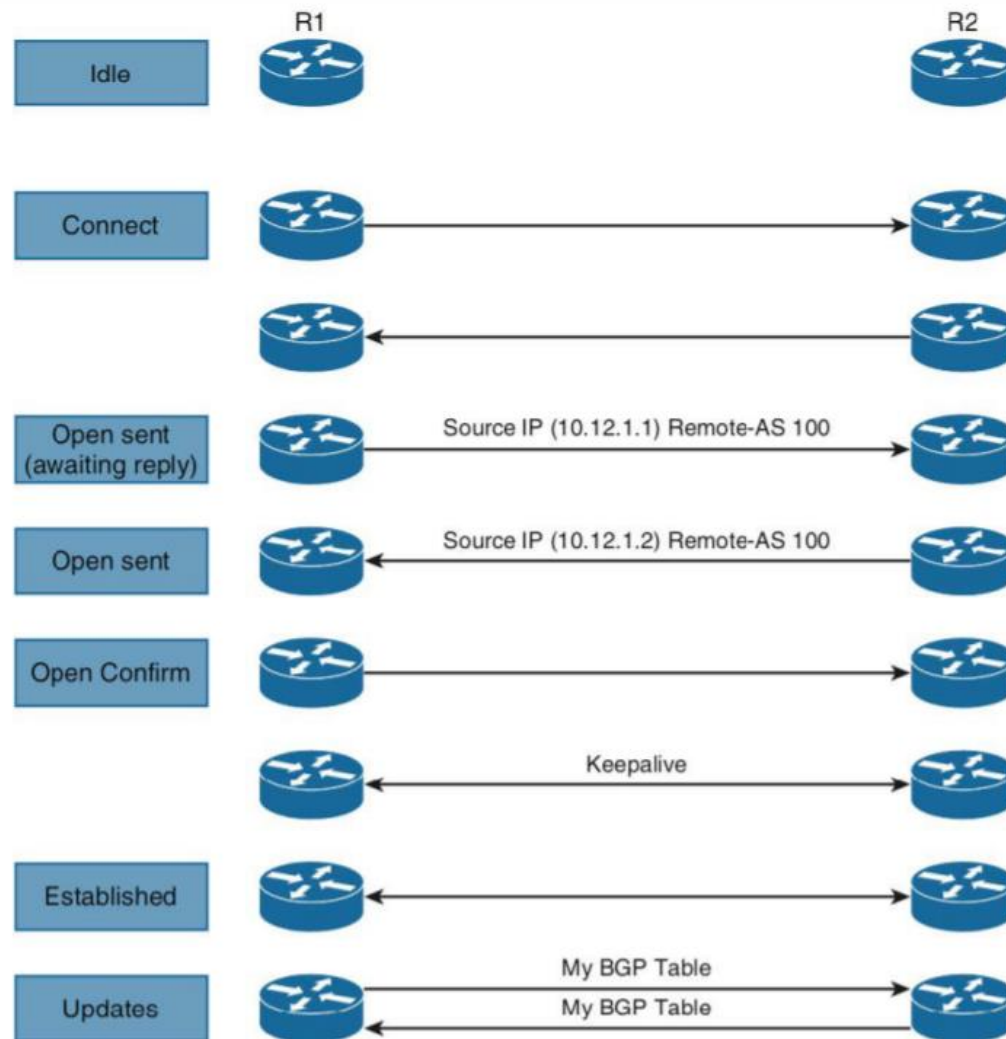 R1
R2
Idle
Connect
Open sent
(awaiting reply)
Source IP (10.12.1.1) Remote-AS 100
Open sent
Source IP (10.12.1.2) Remote-AS 100
Open Confirm
Keepalive
Established
My BGP Table
Updates
My BGP Table